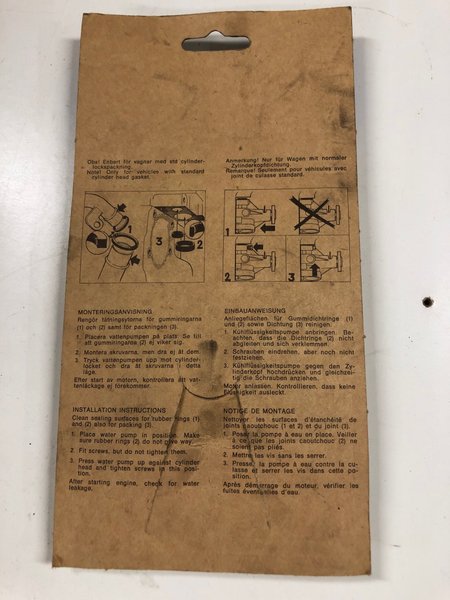 Obs! Enbart för vagnar med std cylinder-
lockspackning.
Note! Only for vehicles with standard
cylinder head gasket.
Anmerkung! Nur für Wagen mit normaler
Zylinderkopfdichtung.
Remarque! Seulement pour véhicules avec
joint de culasse standard.
1
3
2
1
2
3
MONTERINGSANVISNING
Rengör tätningsytorna för gummiringarna
(1) och (2) samt för packningen (3).
1. Placera vattenpumpen på plats. Se till
att gummiringarna (2) ej viker sig.
2. Montera skruvarna, men dra ej åt dem.
3. Tryck vattenpumpen upp mot cylinder-
locket och dra åt skruvarna i detta
läge.
Efter start av motorn, kontrollera att vat-
tenläckage ej förekommer.
EINBAUANWEISUNG
Anliegeflächen für Gummidichtringe (1)
und (2) sowie Dichtung (3) reinigen.
1. Kühlflüssigkeitspumpe anbringen. Be-
achten, dass die Dichtringe (2) nicht
abgleiten und sich verklemmen.
2. Schrauben eindrehen, aber noch nicht
festziehen.
3. Kühlflüssigkeitspumpe gegen den Zy-
linderkopf hochdrücken und gleichzei-
tig die Schrauben anziehen.
Motor anlassen. Kontrollieren, dass keine
Flüssigkeit ausleckt.
INSTALLATION INSTRUCTIONS
Clean sealing surfaces for rubber rings (1)
and (2) also for packing (3).
1. Place water pump in position. Make
sure rubber rings (2) do not give way.
2. Fit screws, but do not tighten them.
3. Press water pump up against cylinder
head and tighten screws in this posi-
tion.
After starting engine, check for water
leakage.
NOTICE DE MONTAGE
Nettoyer les surfaces d'étanchéité de
joints caoutchouc (1 et 2) et du joint (3).
1. Poser la pompe à eau en place. Veiller
à ce que les joints caoutchouc (2) ne
soient pas coincés.
2. Mettre les vis sans les serrer.
3. Presser la pompe à eau contre la cu-
lasse et serrer les vis dans cette po-
sition.
Après démarrage du moteur, vérifier les
fuites éventuelles d'eau.